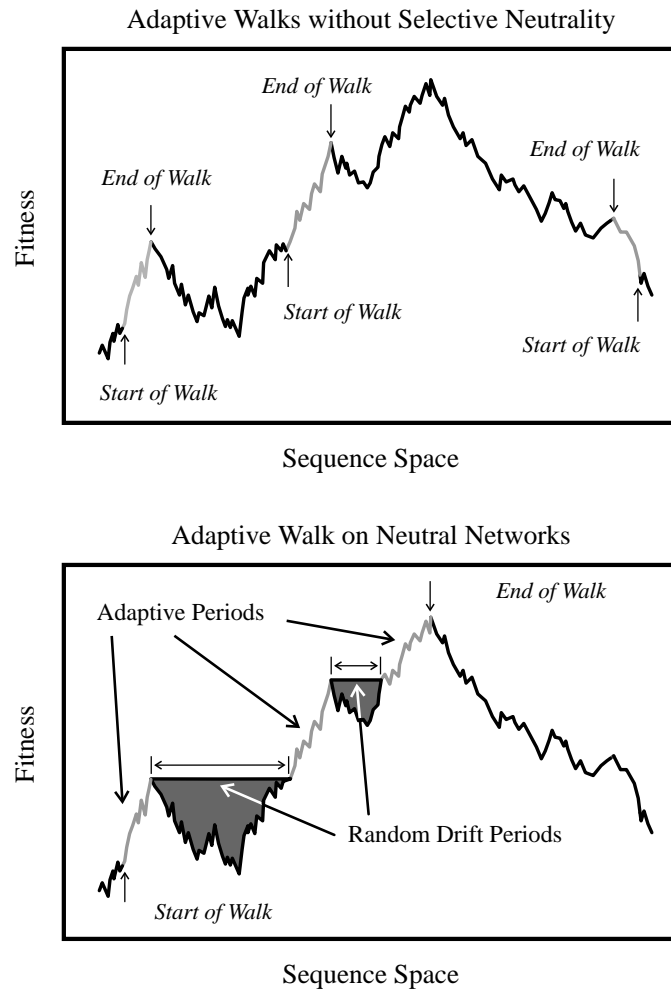 Adaptive Walks without Selective Neutrality
End of Walk
End of Walk
End of Walk
Fitness
Start of Walk
Start of Walk
Start of Walk
Sequence Space
Adaptive Walk on Neutral Networks
End of Walk
Adaptive Periods
Fitness
Random Drift Periods
Start of Walk
Sequence Space